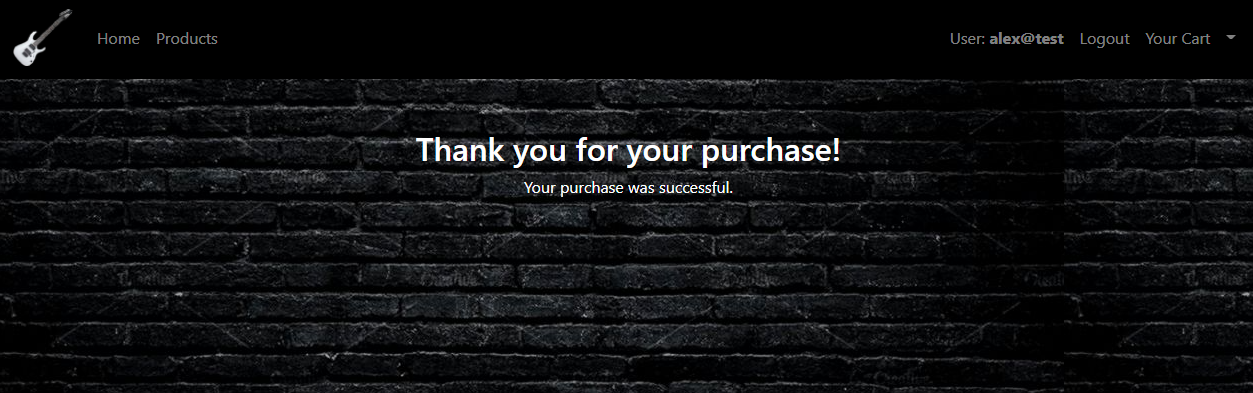 Home Products User: alex@test Logout Your Cart
Thank you for your purchase!
Your purchase was successful.